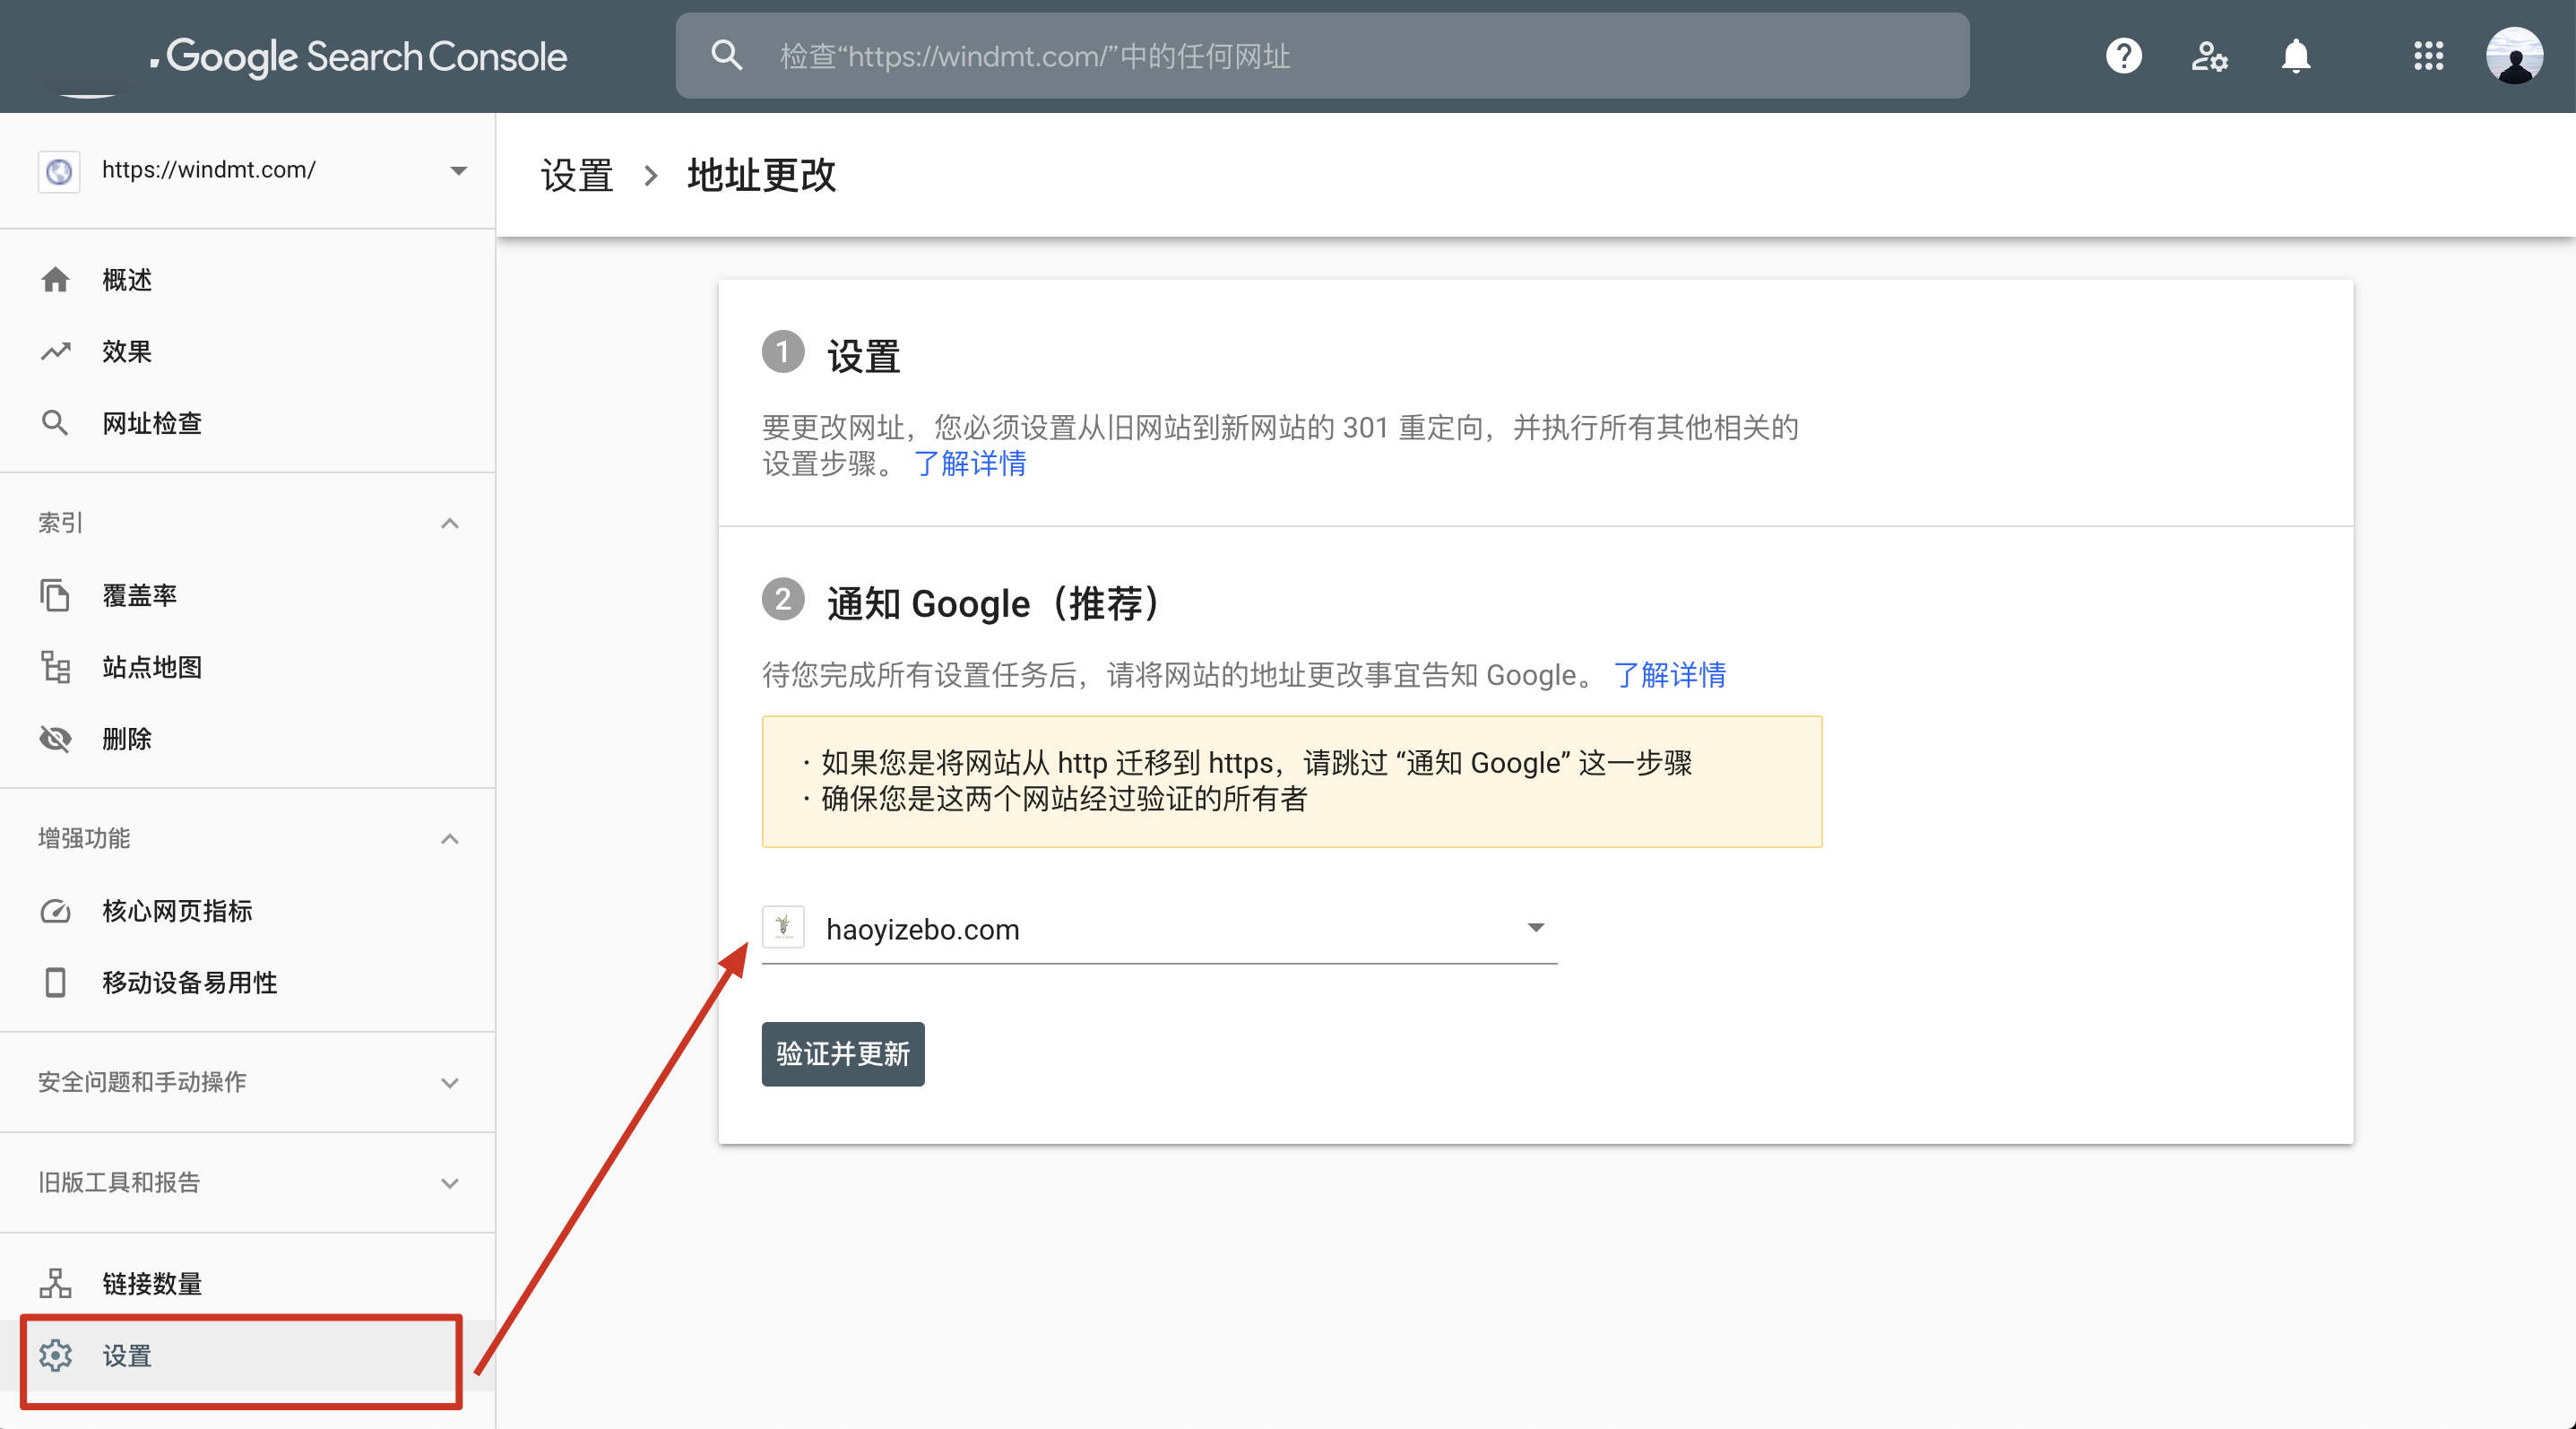 Google Search Console
检查“https://windmt.com/”中的任何网址
https://windmt.com/
概述
效果
网址检查
索引
覆盖率
站点地图
删除
增强功能
核心网页指标
移动设备易用性
安全问题和手动操作
旧版工具和报告
链接数量
设置
设置 > 地址更改
1 设置
要更改网址，您必须设置从旧网站到新网站的 301 重定向，并执行所有其他相关的
设置步骤。 了解详情
2 通知 Google（推荐）
待您完成所有设置任务后，请将网站的地址更改事宜告知 Google。 了解详情
· 如果您是将网站从 http 迁移到 https，请跳过 “通知 Google” 这一步骤
· 确保您是这两个网站经过验证的所有者
haoyizebo.com
验证并更新